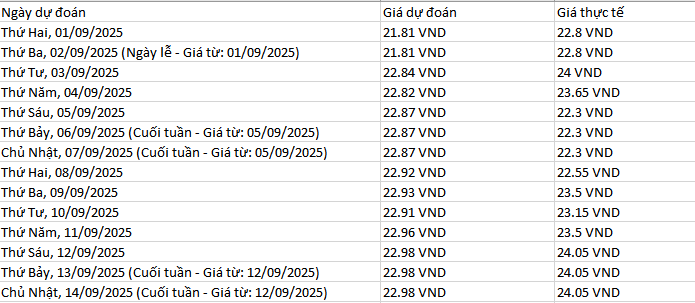 Ngày dự đoán Giá dự đoán Giá thực tế
Thứ Hai, 01/09/2025 21.81 VND 22.8 VND
Thứ Ba, 02/09/2025 (Ngày lễ - Giá từ: 01/09/2025) 21.81 VND 22.8 VND
Thứ Tư, 03/09/2025 22.84 VND 24 VND
Thứ Năm, 04/09/2025 22.82 VND 23.65 VND
Thứ Sáu, 05/09/2025 22.87 VND 22.3 VND
Thứ Bảy, 06/09/2025 (Cuối tuần - Giá từ: 05/09/2025) 22.87 VND 22.3 VND
Chủ Nhật, 07/09/2025 (Cuối tuần - Giá từ: 05/09/2025) 22.87 VND 22.3 VND
Thứ Hai, 08/09/2025 22.92 VND 22.55 VND
Thứ Ba, 09/09/2025 22.93 VND 23.5 VND
Thứ Tư, 10/09/2025 22.91 VND 23.15 VND
Thứ Năm, 11/09/2025 22.96 VND 23.5 VND
Thứ Sáu, 12/09/2025 22.98 VND 24.05 VND
Thứ Bảy, 13/09/2025 (Cuối tuần - Giá từ: 12/09/2025) 22.98 VND 24.05 VND
Chủ Nhật, 14/09/2025 (Cuối tuần - Giá từ: 12/09/2025) 22.98 VND 24.05 VND